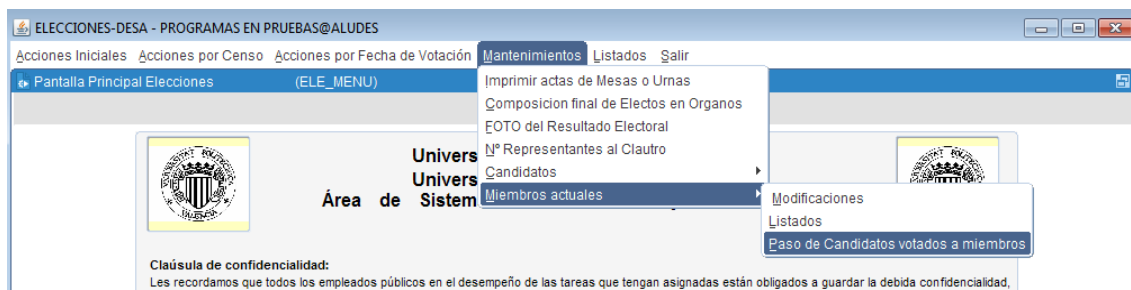 ELECCIONES-DESA - PROGRAMAS EN PRUEBAS@ALUDES
Acciones Iniciales Acciones por Censo Acciones por Fecha de Votación Mantenimientos Listados Salir
Pantalla Principal Elecciones (ELE_MENU)
Imprimir actas de Mesas o Urnas
Composicion final de Electos en Organos
FOTO del Resultado Electoral
Nº Representantes al Clautro
Candidatos
Miembros actuales
Modificaciones
Listados
Paso de Candidatos votados a miembros
Univers
Univers
Área de Sistem
Claúsula de confidencialidad:
Les recordamos que todos los empleados públicos en el desempeño de las tareas que tengan asignadas están obligados a guardar la debida confidencialidad,